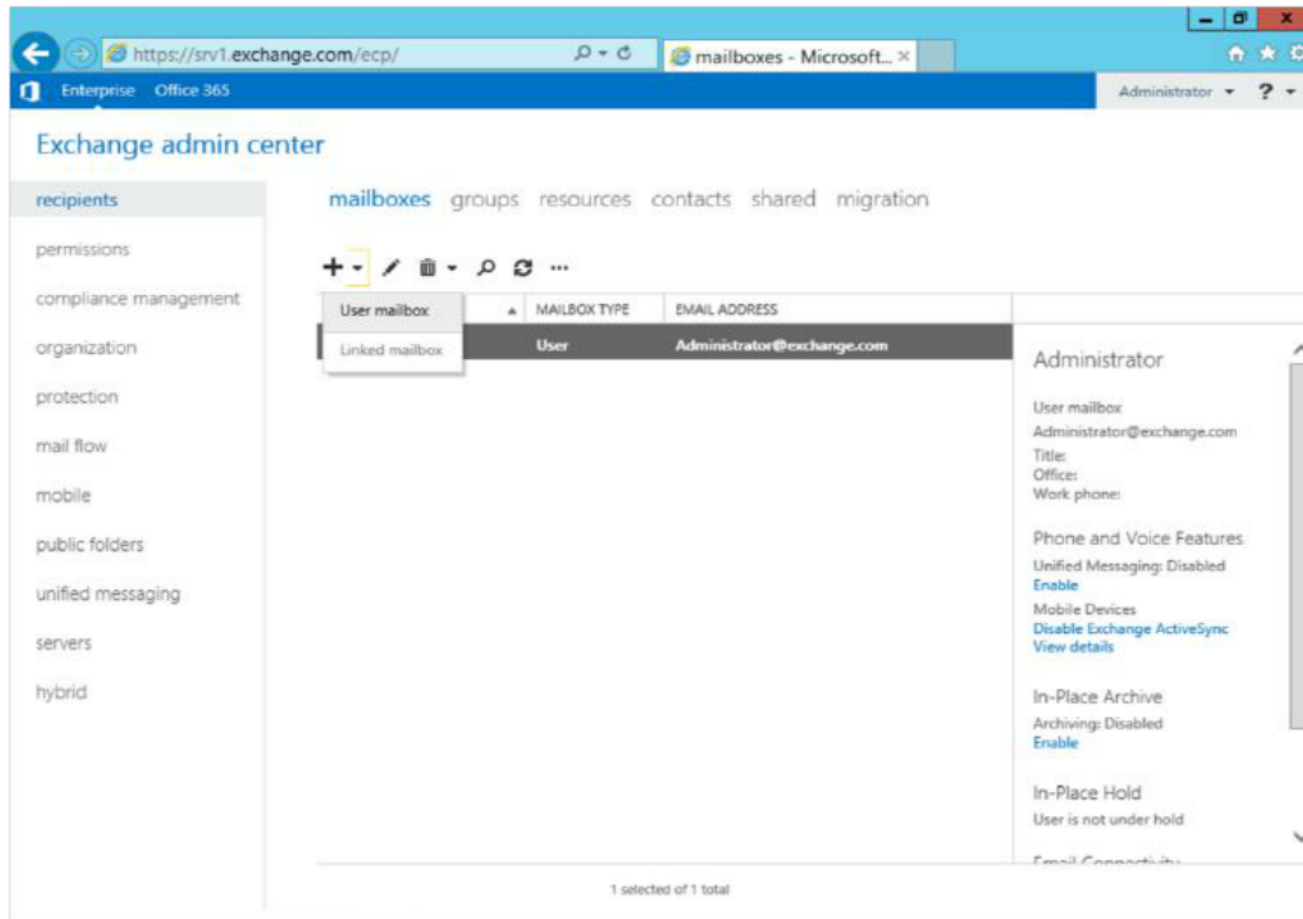 https://srv1.exchange.com/ecp/
mailboxes - Microsoft...
Enterprise Office 365
Administrator ?
Exchange admin center
recipients
permissions
compliance management
organization
protection
mail flow
mobile
public folders
unified messaging
servers
hybrid
mailboxes groups resources contacts shared migration
User mailbox
Linked mailbox
MAILBOX TYPE EMAIL ADDRESS
User Administrator@exchange.com
Administrator
User mailbox
Administrator@exchange.com
Title:
Office:
Work phone:
Phone and Voice Features
Unified Messaging: Disabled
Enable
Mobile Devices
Disable Exchange ActiveSync
View details
In-Place Archive
Archiving: Disabled
Enable
In-Place Hold
User is not under hold
Email Connectivity
1 selected of 1 total